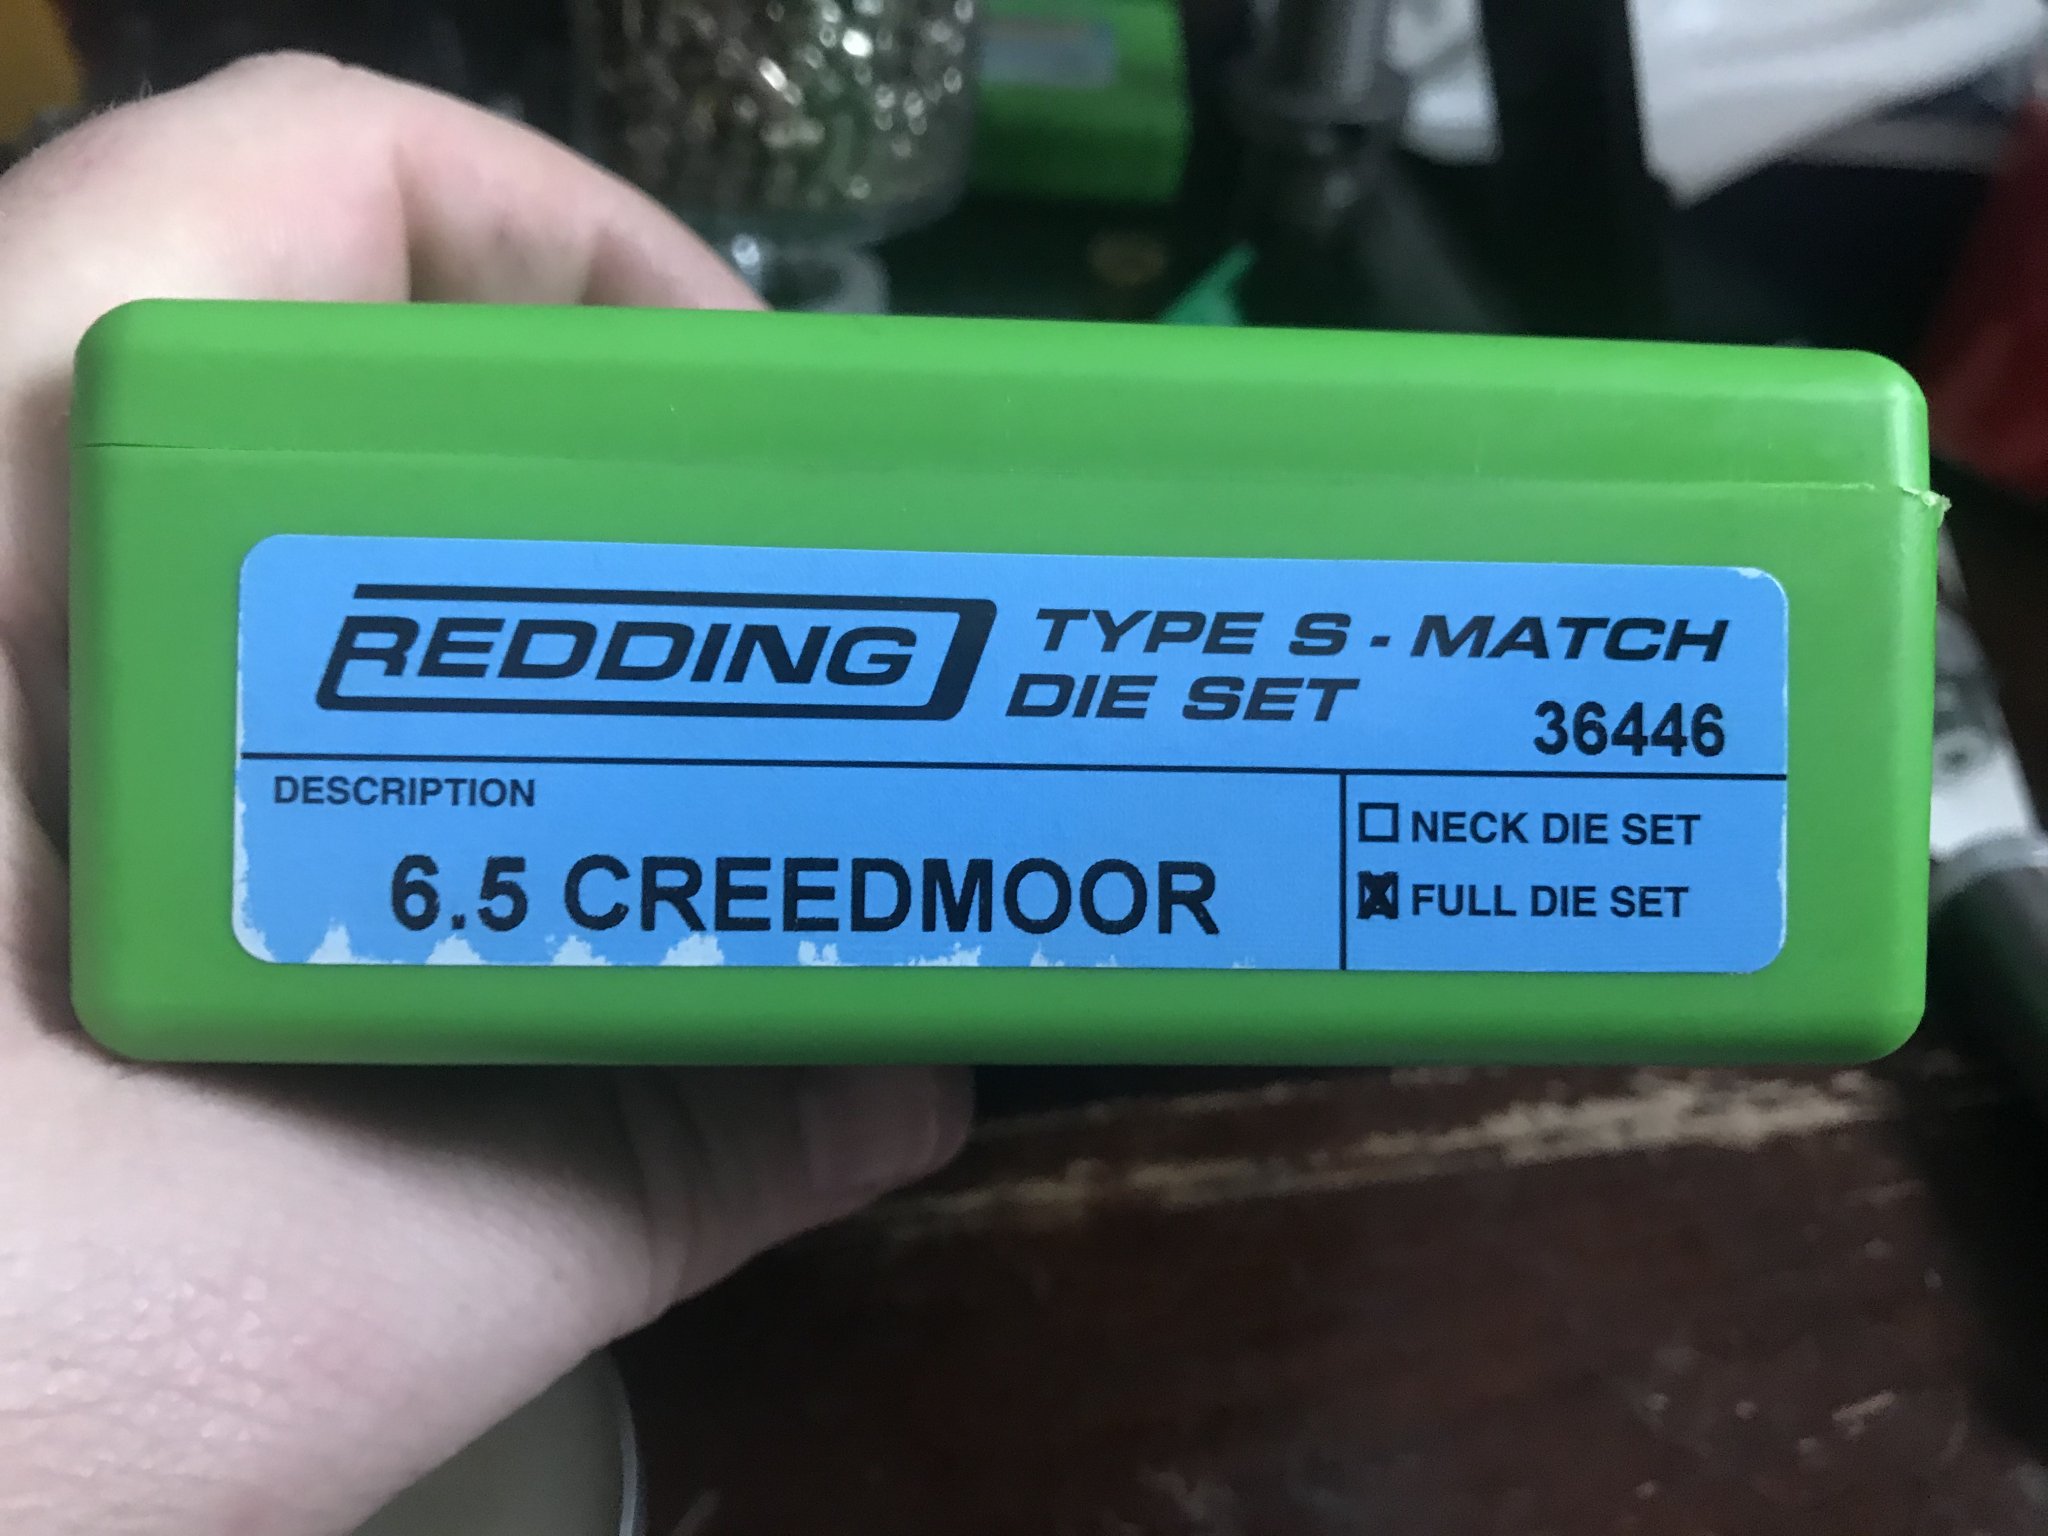 REDDING
TYPE S - MATCH
DIE SET
36446
DESCRIPTION
6.5 CREEDMOOR
NECK DIE SET
FULL DIE SET